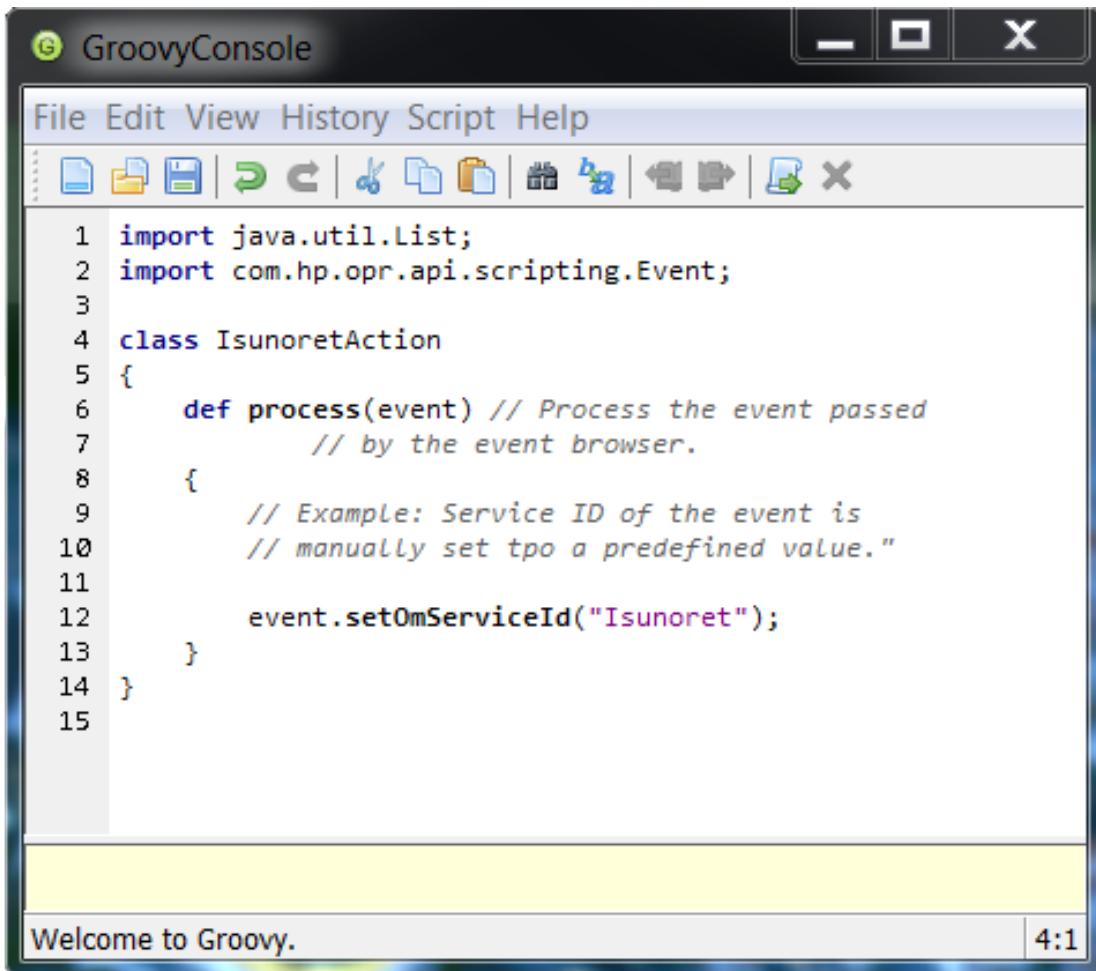 GroovyConsole
File Edit View History Script Help
1 import java.util.List;
2 import com.hp.opr.api.scripting.Event;
3
4 class IsunoretAction
5 {
6     def process(event) // Process the event passed
7             // by the event browser.
8     {
9         // Example: Service ID of the event is
10         // manually set tpo a predefined value."
11
12         event.setOmServiceId("Isunoret");
13     }
14 }
15
Welcome to Groovy. 4:1